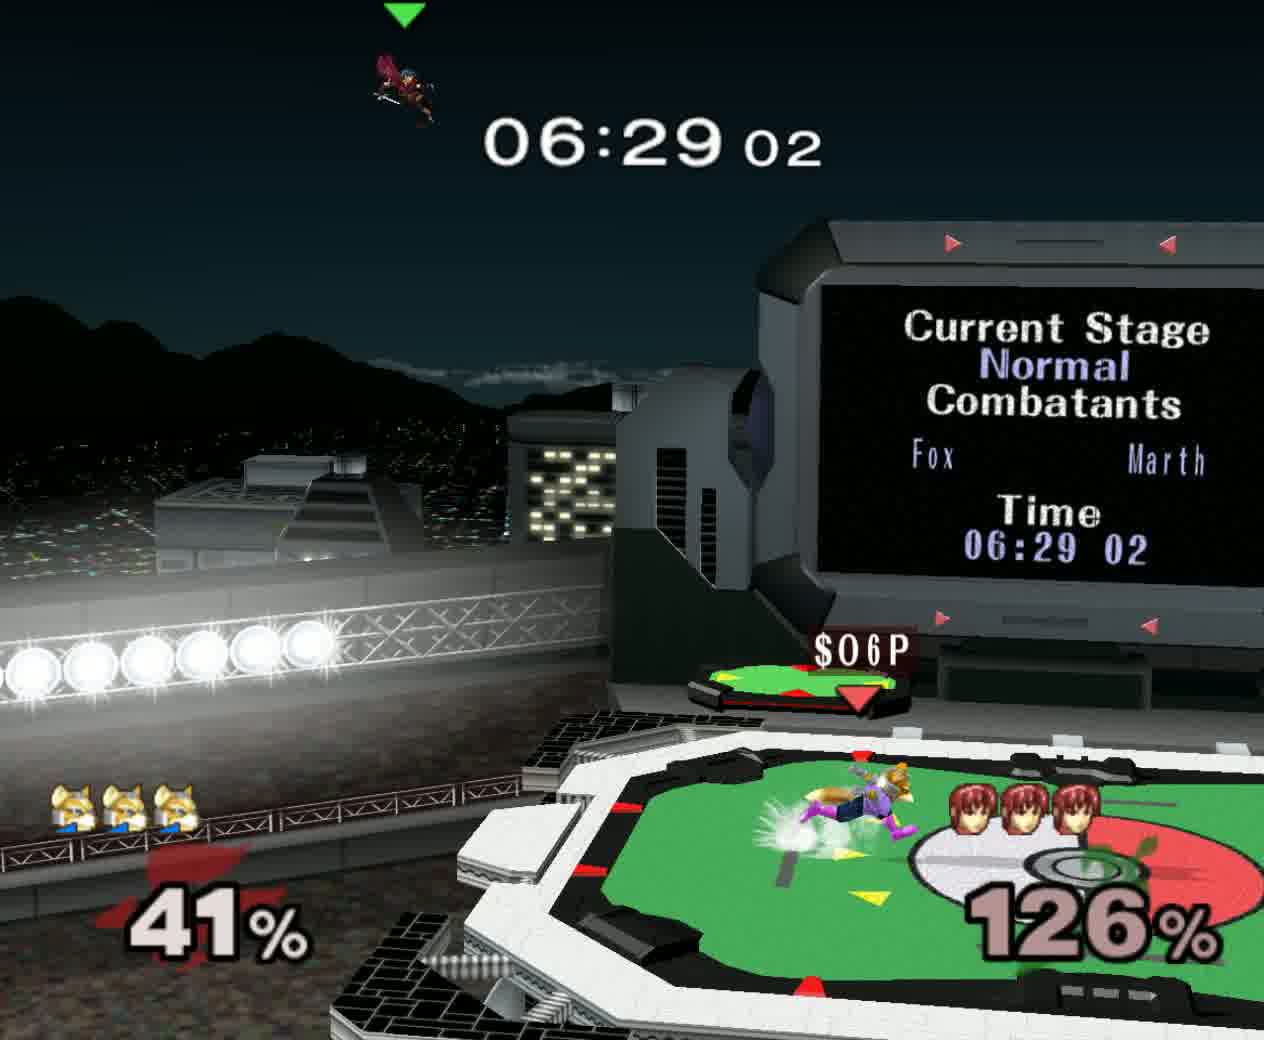 06:29 02
Current Stage
Normal
Combatants
Fox Marth
Time
06:29 02
$06P
41%
126%